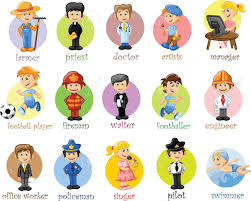 farmer priest doctor artist manager
football player fireman waiter footballer engineer
office worker policeman singer pilot swimmer